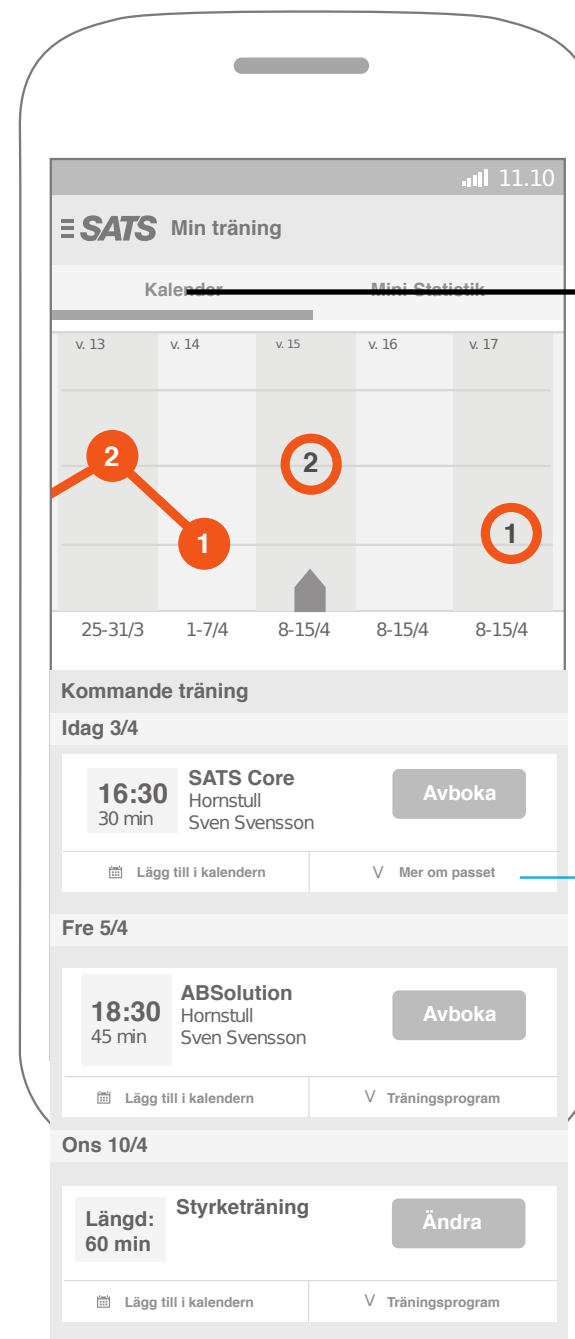 11.10
SATS Min träning
Kalender Mini Statistik
v. 13 v. 14 v. 15 v. 16 v. 17
2
2
1
1
25-31/3 1-7/4 8-15/4 8-15/4 8-15/4
Kommande träning
Idag 3/4
16:30 SATS Core
30 min Hornstull
Sven Svensson
Avboka
Lägg till i kalendern V Mer om passet
Fre 5/4
18:30 ABSolution
45 min Hornstull
Sven Svensson
Avboka
Lägg till i kalendern V Träningsprogram
Ons 10/4
Längd: Styrketräning
60 min
Ändra
Lägg till i kalendern V Träningsprogram